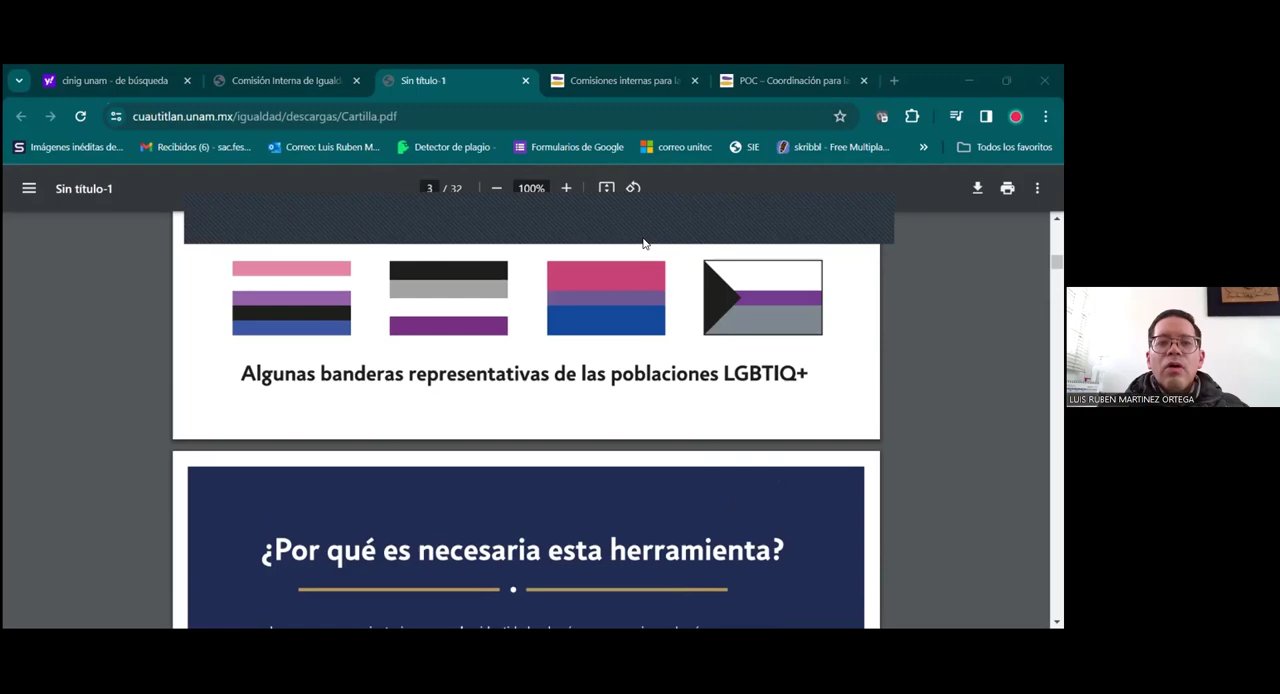 cinig unam - de búsqueda
Comisión Interna de Iguald
Sin título-1
Comisiones internas para la
POC – Coordinación para la
cuautitlan.unam.mx/igualdad/descargas/Cartilla.pdf
Imágenes inéditas de...
Recibidos (6) - sac.fes...
Correo: Luis Ruben M...
Detector de plagio -
Formularios de Google
correo unitec
SIE
skribbl - Free Multipla...
»
Todos los favoritos
Sin título-1
3 / 32
100%
Algunas banderas representativas de las poblaciones LGBTIQ+
LUIS RUBEN MARTINEZ ORTEGA
¿Por qué es necesaria esta herramienta?